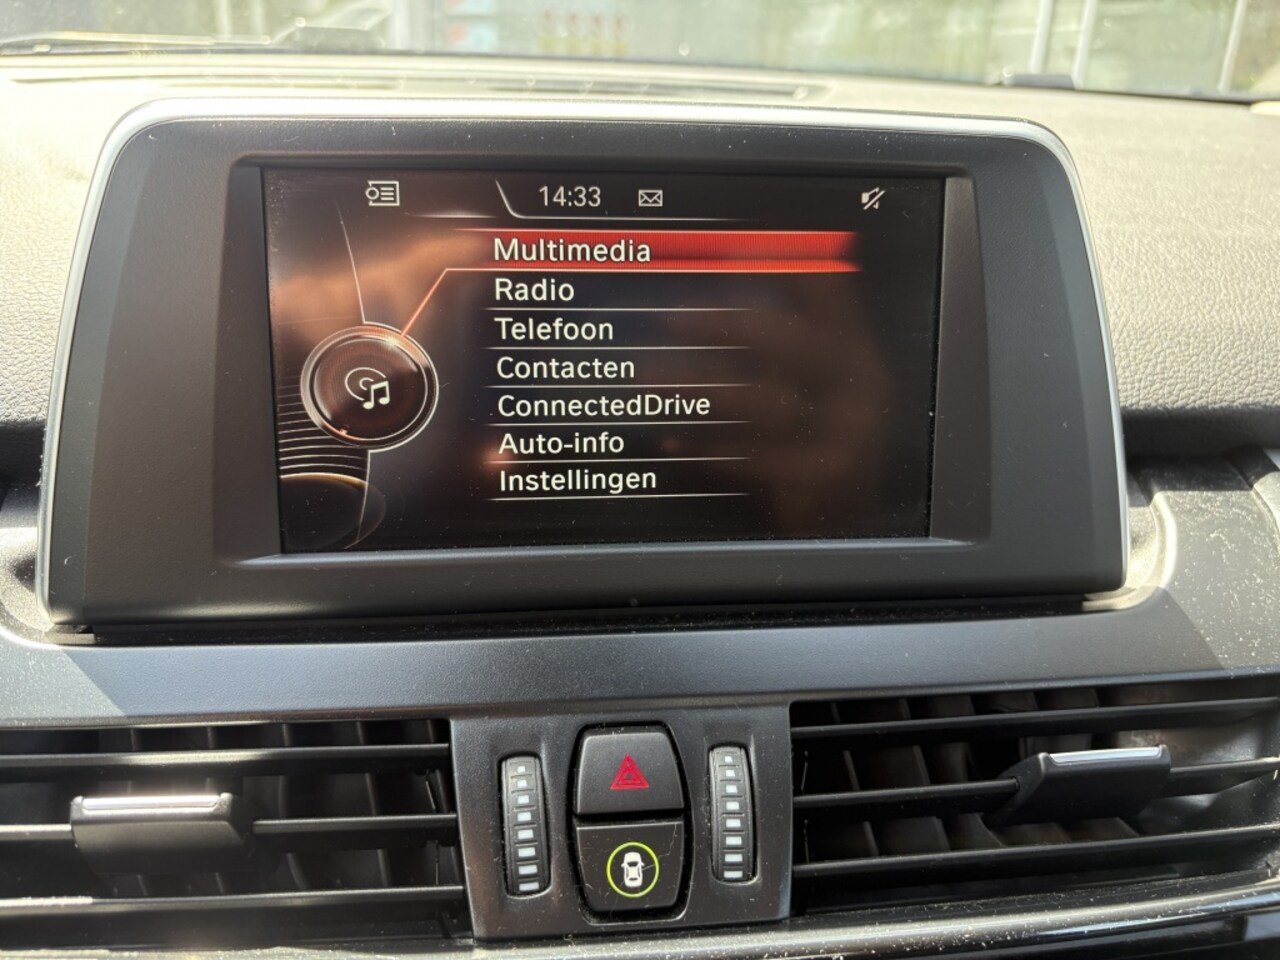 14:33
Multimedia
Radio
Telefoon
Contacten
ConnectedDrive
Auto-info
Instellingen